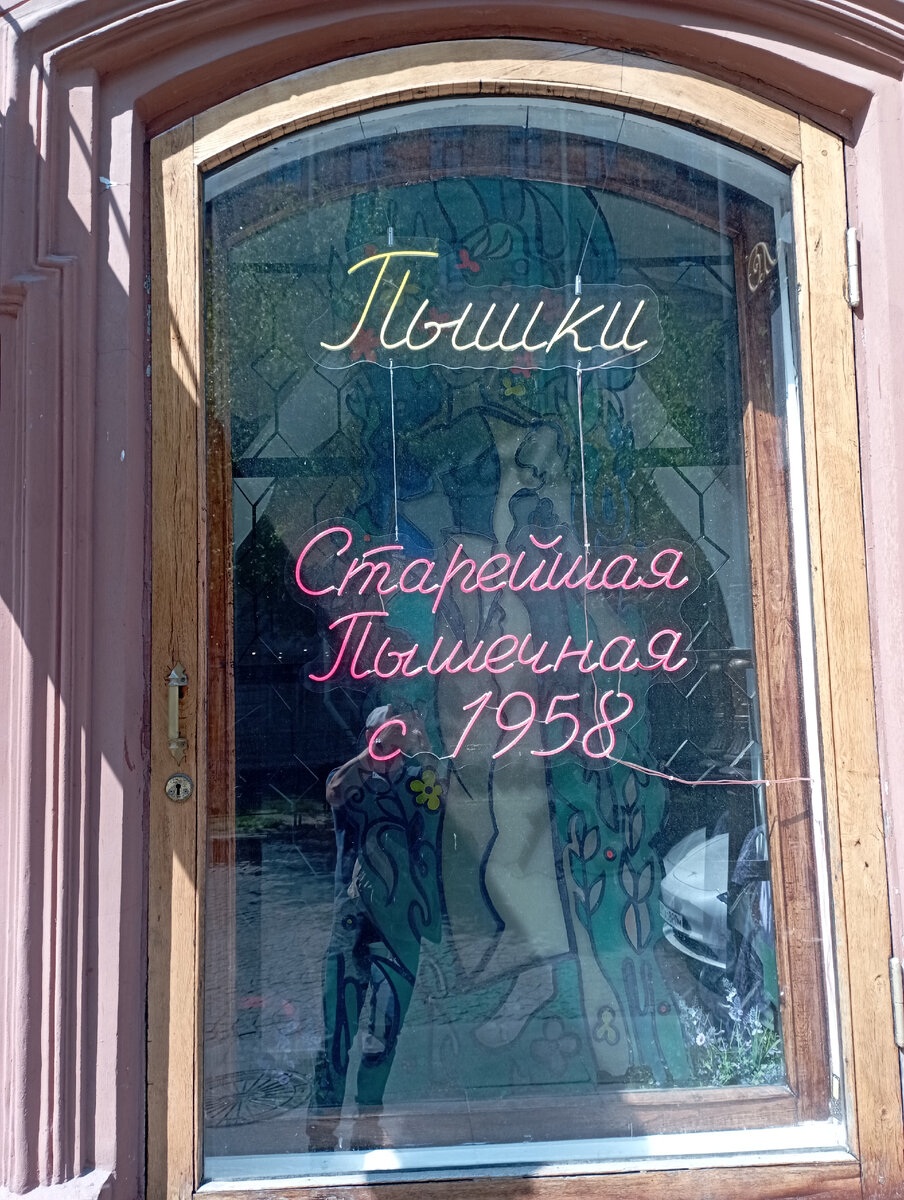 Пышки
Старейшая
Пышечная
с 1958